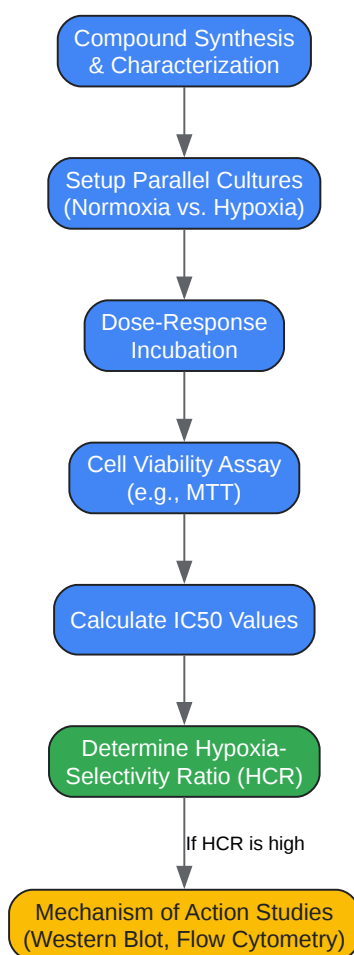 Compound Synthesis
& Characterization
Setup Parallel Cultures
(Normoxia vs. Hypoxia)
Dose-Response
Incubation
Cell Viability Assay
(e.g., MTT)
Calculate IC50 Values
Determine Hypoxia-
Selectivity Ratio (HCR)
If HCR is high
Mechanism of Action Studies
(Western Blot, Flow Cytometry)